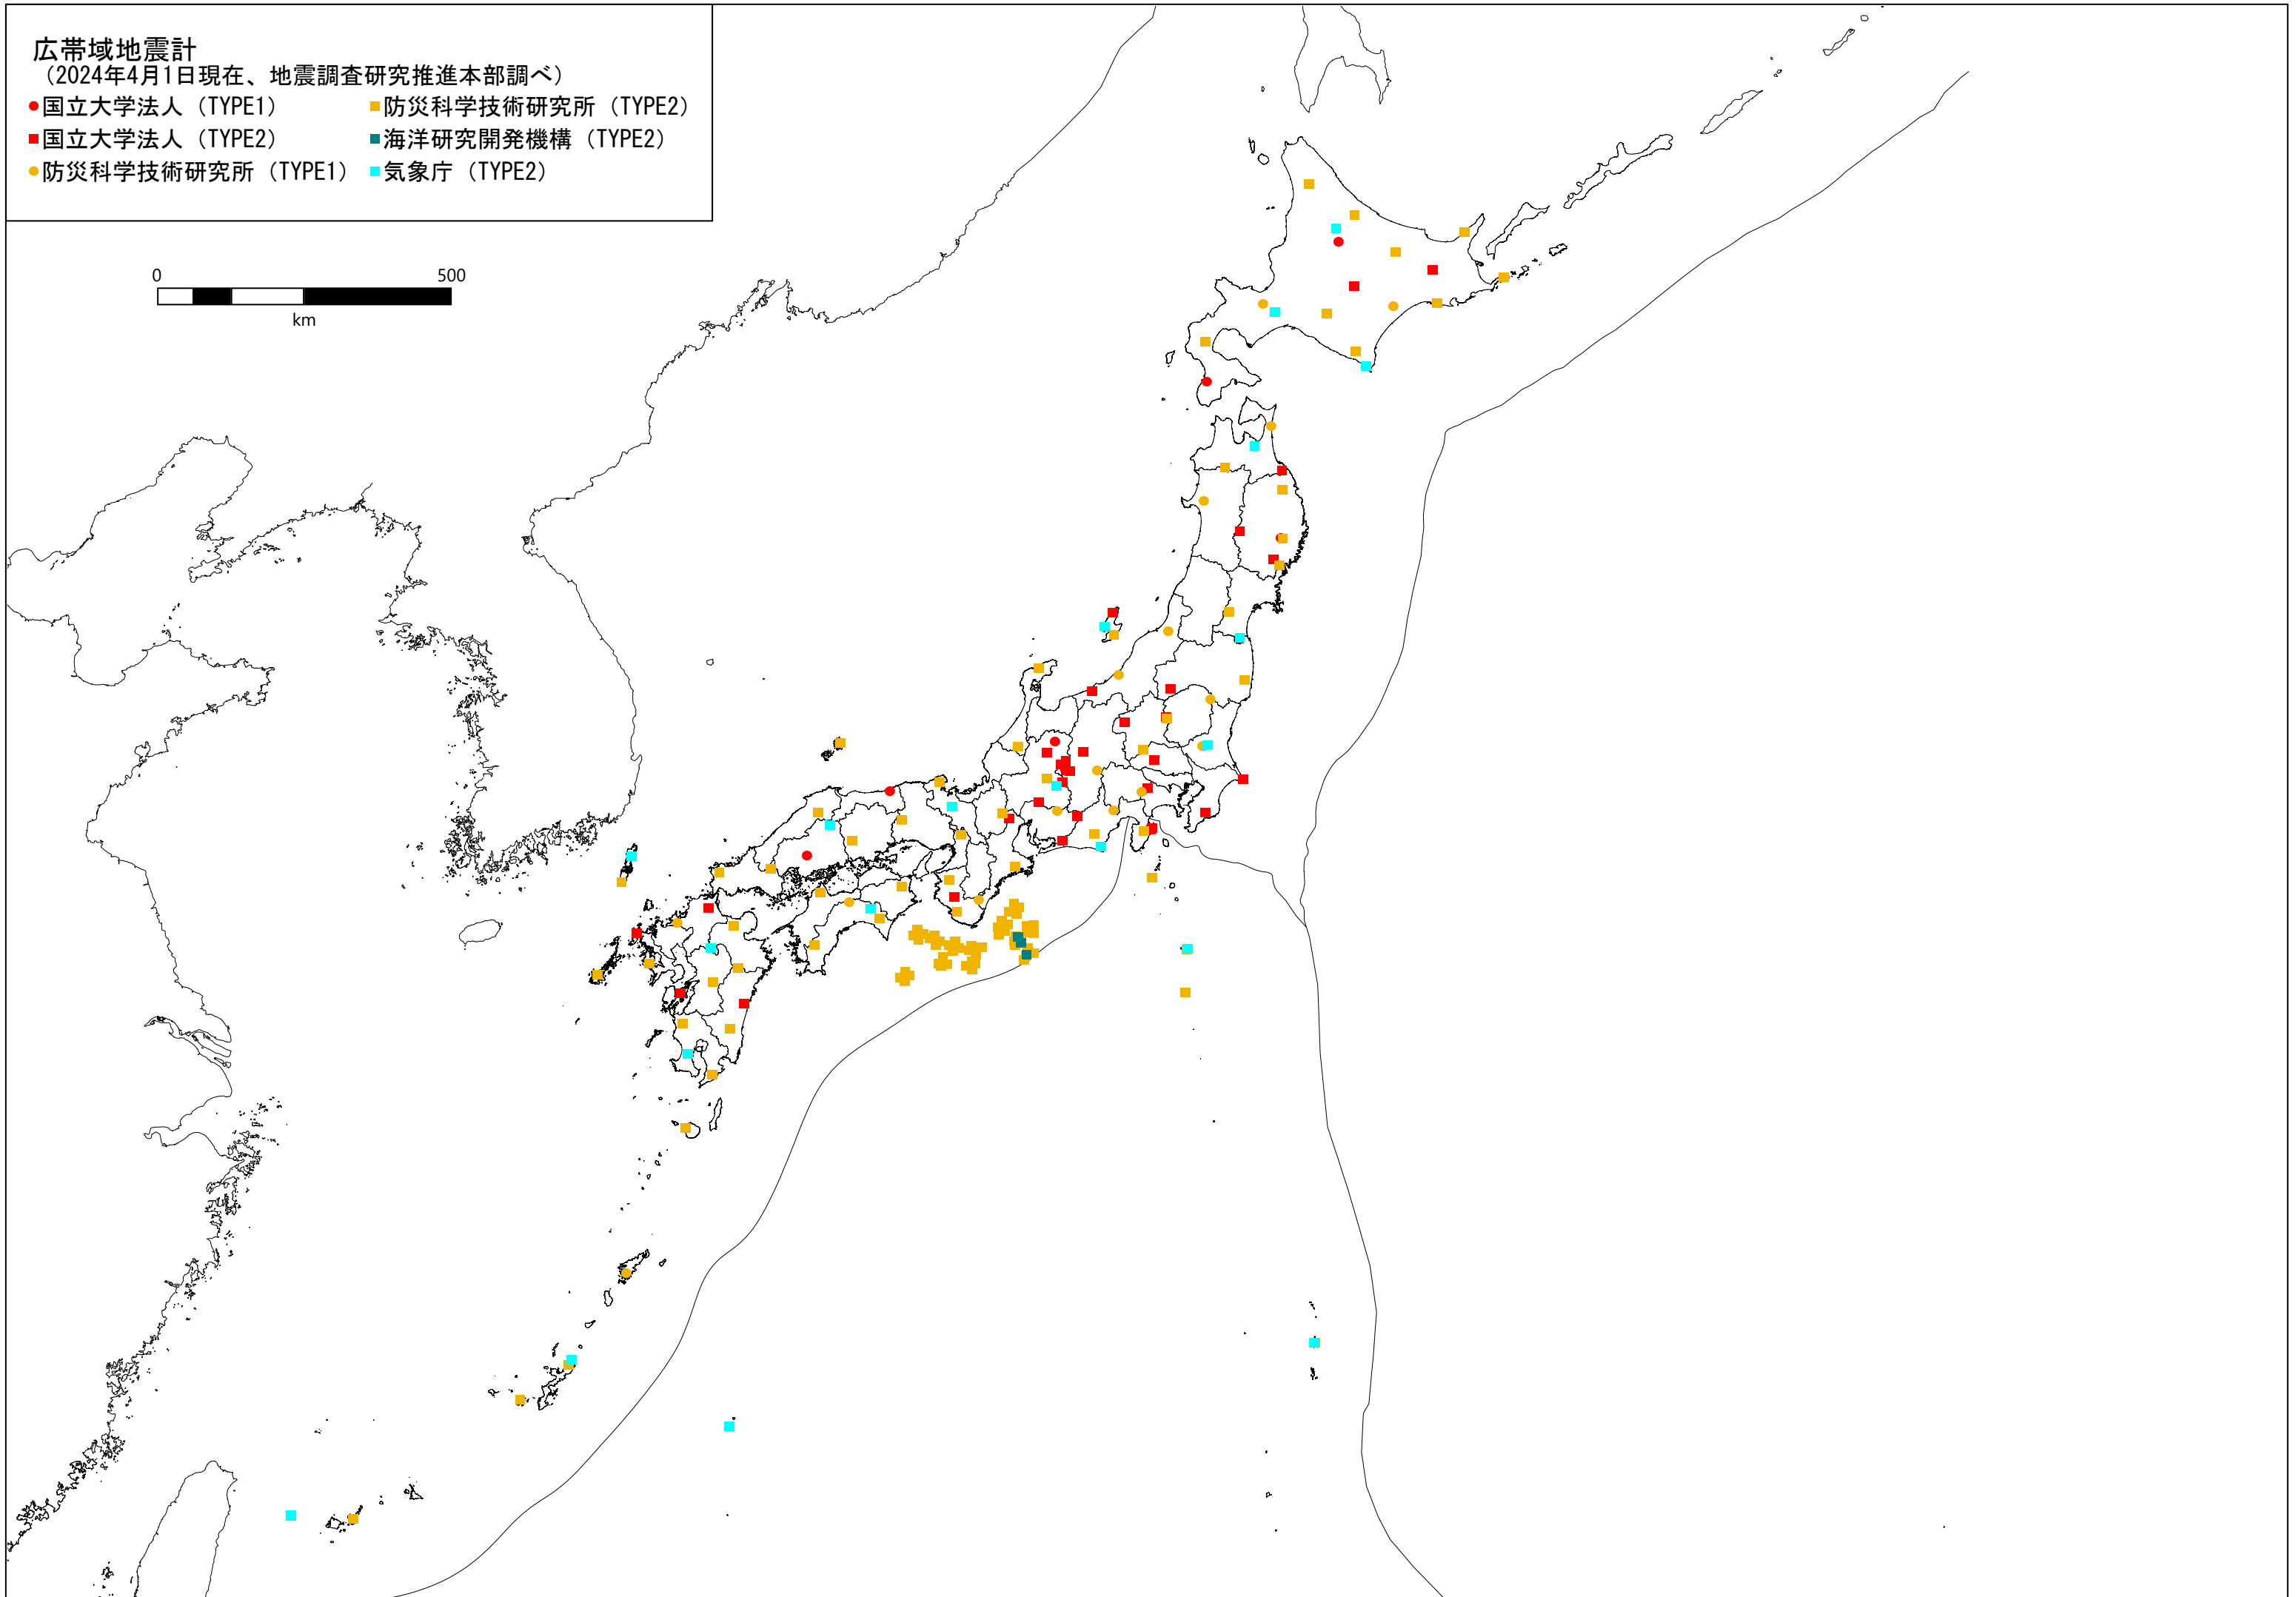 広帯域地震計
（2024年4月1日現在、地震調査研究推進本部調べ）
国立大学法人（TYPE1）
国立大学法人（TYPE2）
防災科学技術研究所（TYPE1）
防災科学技術研究所（TYPE2）
海洋研究開発機構（TYPE2）
気象庁（TYPE2）
0 500
km